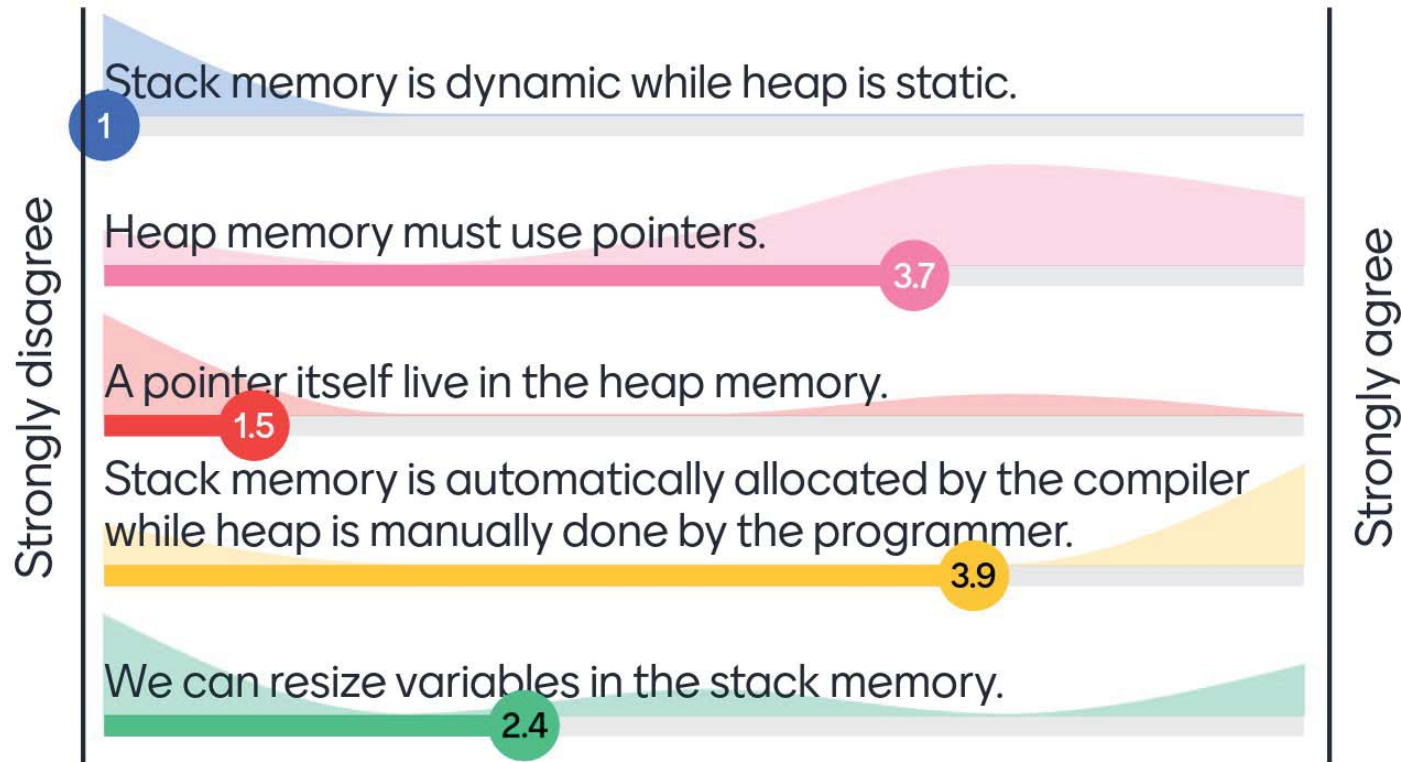 Stack memory is dynamic while heap is static.
1
Heap memory must use pointers.
3.7
A pointer itself live in the heap memory.
1.5
Stack memory is automatically allocated by the compiler
while heap is manually done by the programmer.
3.9
We can resize variables in the stack memory.
2.4
Strongly disagree
Strongly agree